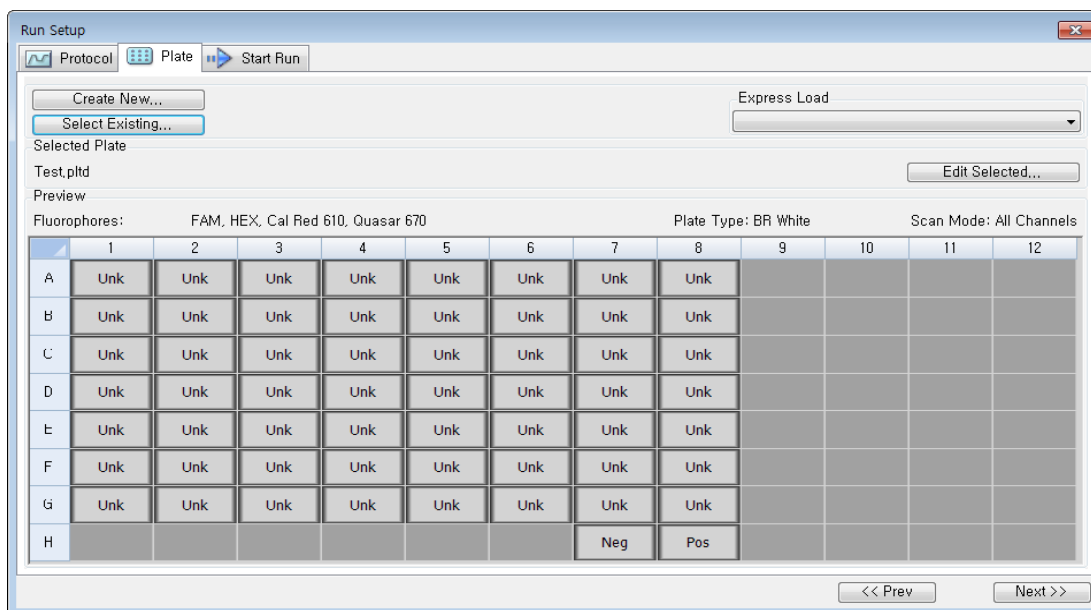 Run Setup
Protocol Plate Start Run
Create New...
Select Existing...
Express Load
Selected Plate
Test.pltd
Edit Selected...
Preview
Fluorophores: FAM, HEX, Cal Red 610, Quasar 670 Plate Type: BR White Scan Mode: All Channels
1 2 3 4 5 6 7 8 9 10 11 12
A Unk Unk Unk Unk Unk Unk Unk Unk
B Unk Unk Unk Unk Unk Unk Unk Unk
C Unk Unk Unk Unk Unk Unk Unk Unk
D Unk Unk Unk Unk Unk Unk Unk Unk
E Unk Unk Unk Unk Unk Unk Unk Unk
F Unk Unk Unk Unk Unk Unk Unk Unk
G Unk Unk Unk Unk Unk Unk Unk Unk
H Neg Pos
<< Prev Next >>